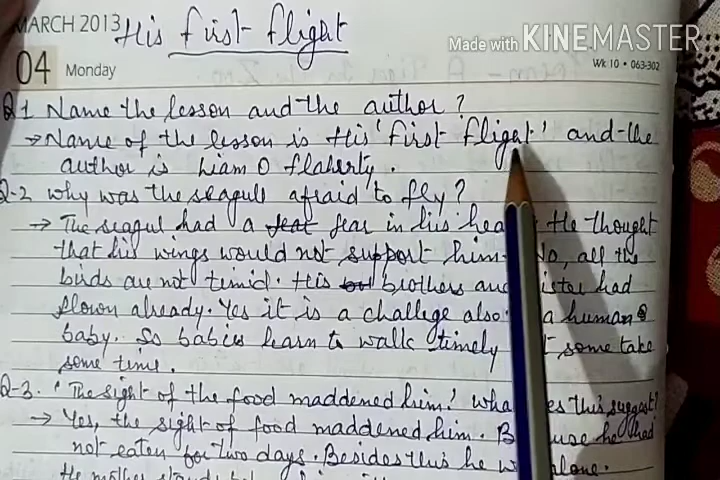 MARCH 2013 His first flight
Made with KINEMASTER
04 Monday
Wk 10 • 063-302
Q1 Name the lesson and the author?
→ Name of the lesson is His 'first flight' and the
author is Liam O flaherty.
Q-2 why was the seagull afraid to fly?
→ The seagul had a feat fear in his He thought
that his wings would not support him. No, all the
birds are not timid. His brothers and sister had
flown already. Yes it is a challege also a human
baby. So babies learn to walk timely some take
some time.
Q-3. 'The sight of the food maddened him.' this suggest?
→ Yes, the sight of food maddened him. he had
not eaten for two days. Besides this he alone.